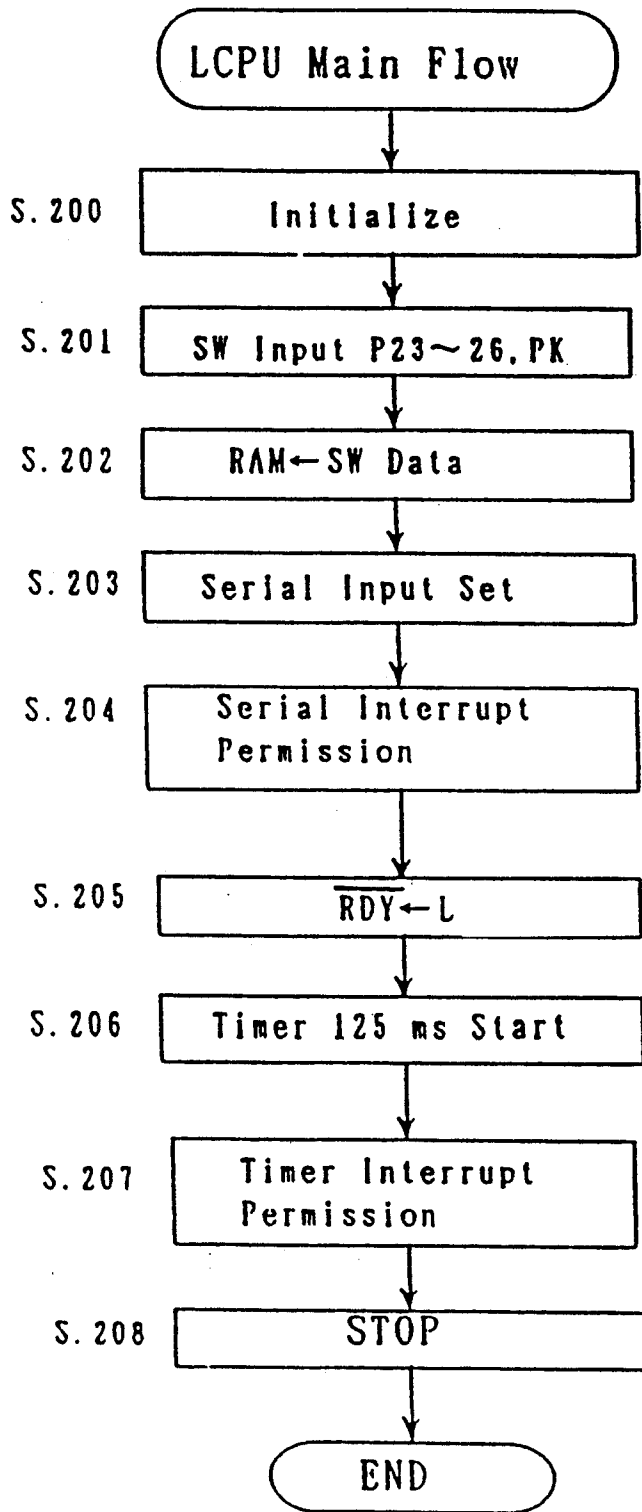 LCPU Main Flow
S.200 Initialize
S.201 SW Input P23~26,PK
S.202 RAM←SW Data
S.203 Serial Input Set
S.204 Serial Interrupt
Permission
S.205 R̅D̅Y̅←L
S.206 Timer 125 ms Start
S.207 Timer Interrupt
Permission
S.208 STOP
END